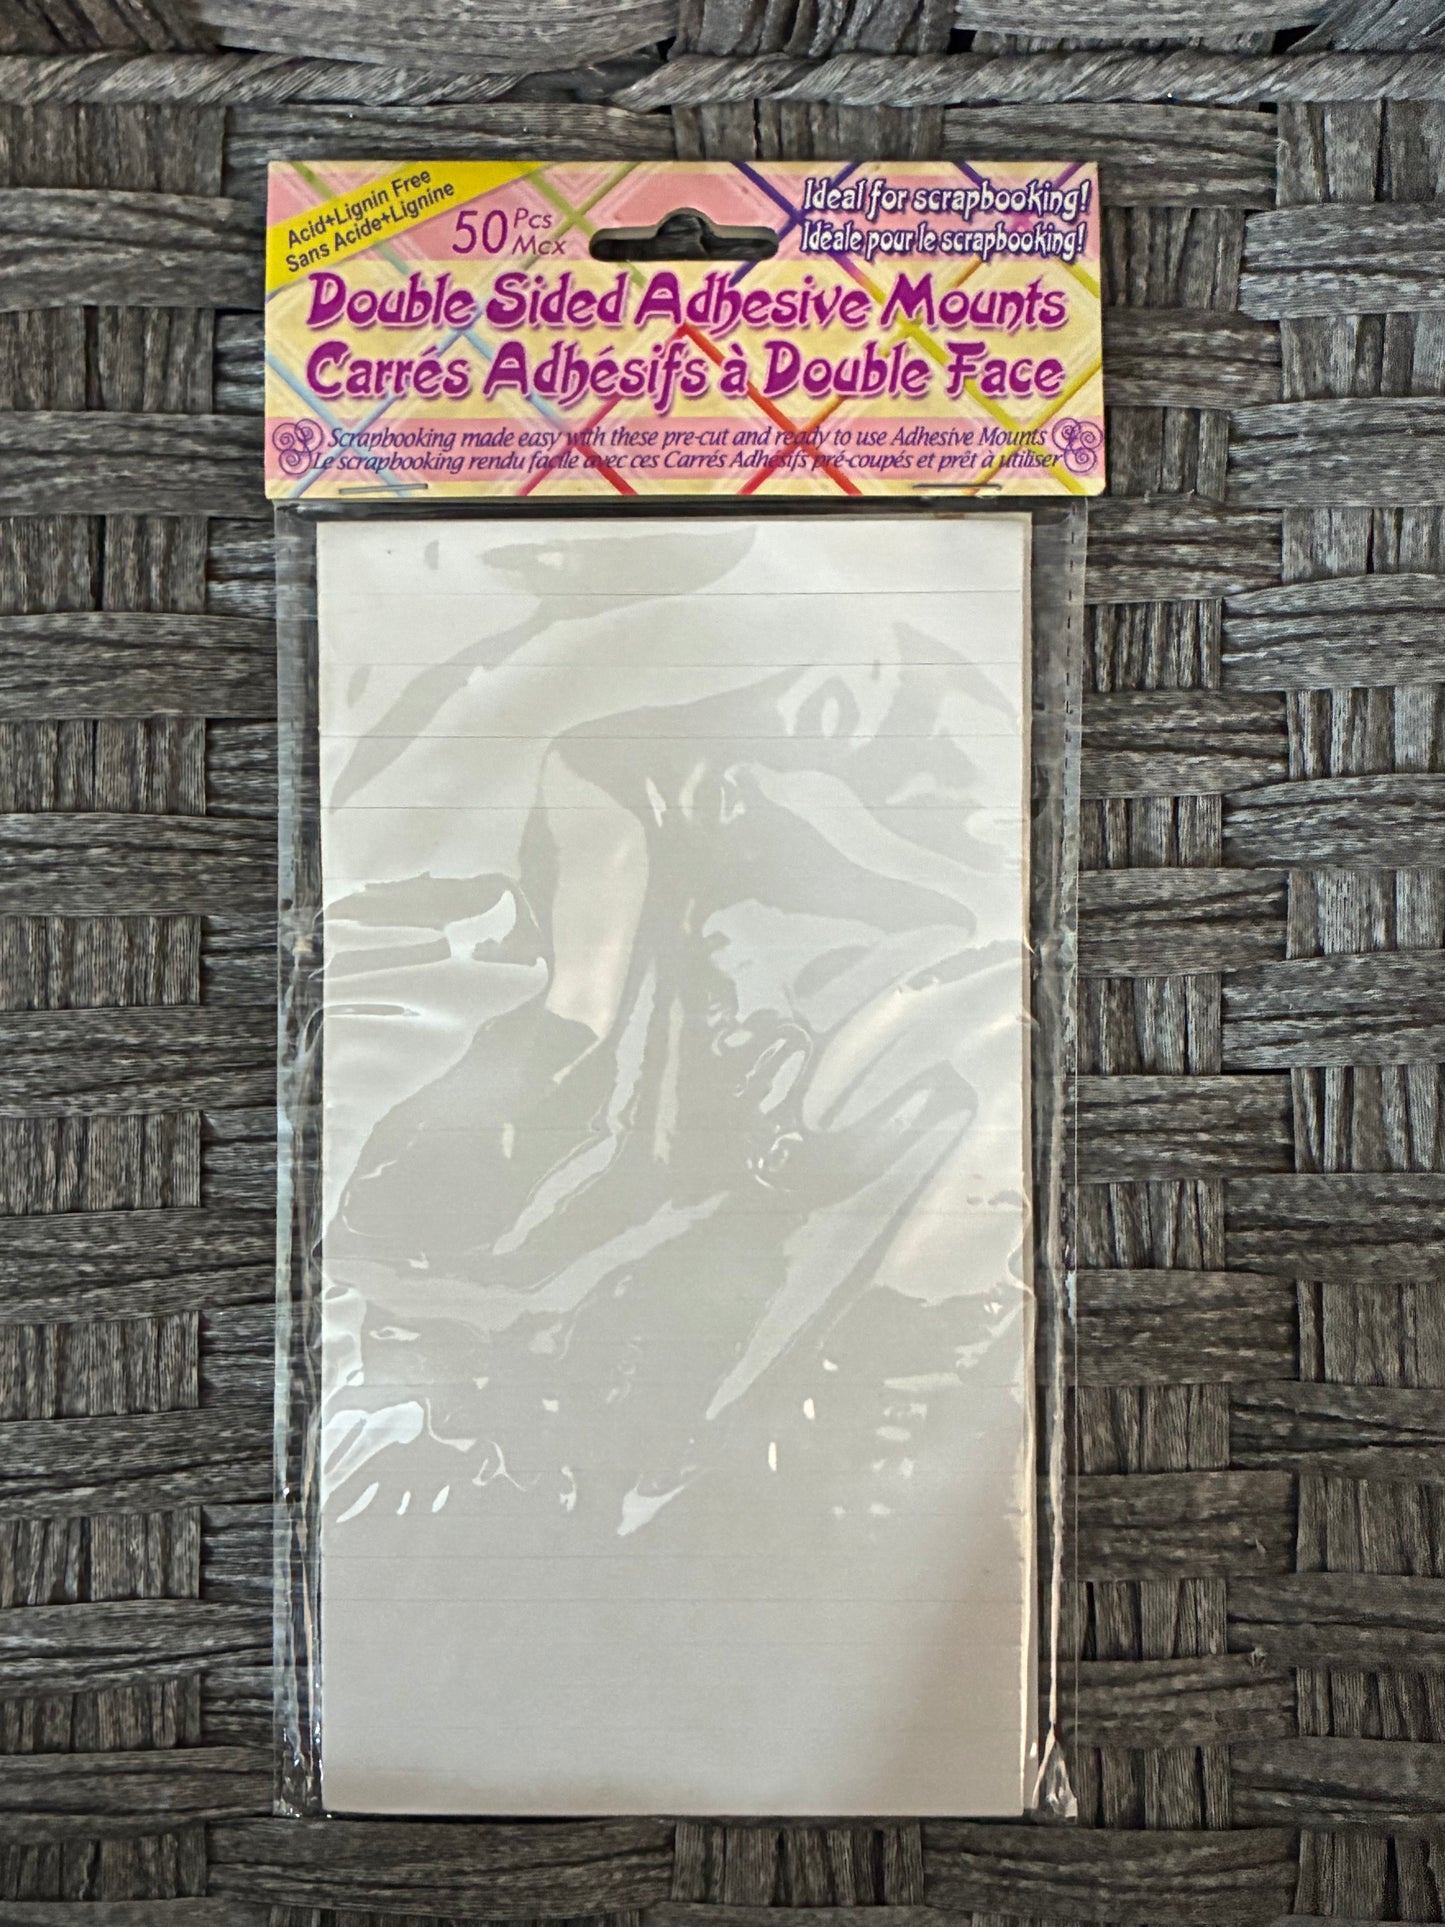 Acid+Lignin Free
Sans Acide+Lignine
50 Pcs
Mcx
Ideal for scrapbooking!
Idéale pour le scrapbooking!
Double Sided Adhesive Mounts
Carrés Adhésifs à Double Face
Scrapbooking made easy with these pre-cut and ready to use Adhesive Mounts
Le scrapbooking rendu facile avec ces Carrés Adhésifs pré-coupés et prêt à utiliser